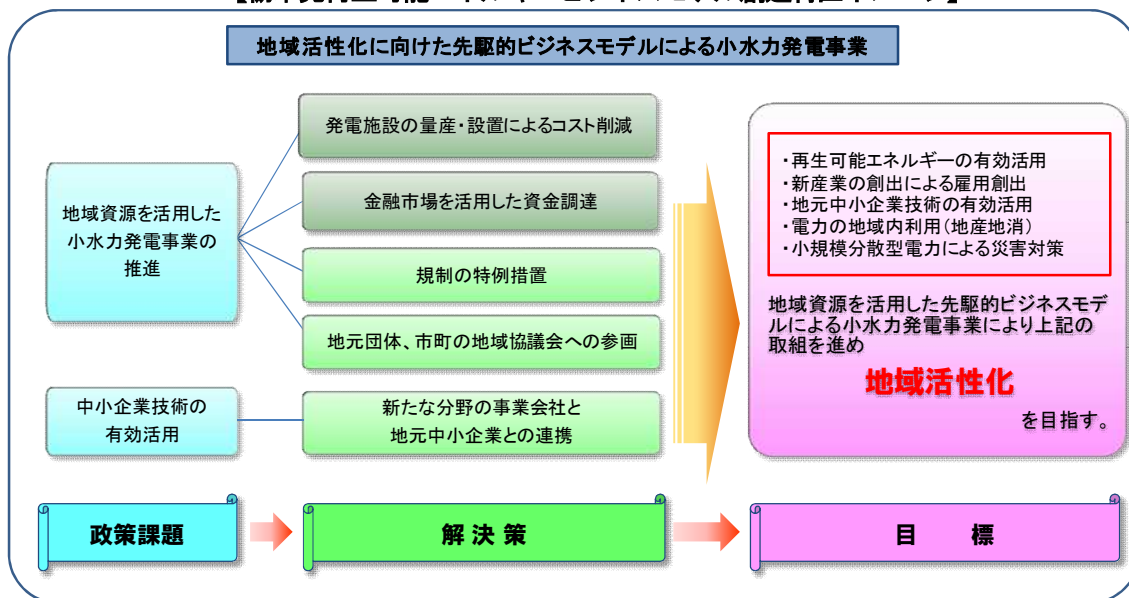 地域活性化に向けた先駆的ビジネスモデルによる小水力発電事業
地域資源を活用した
小水力発電事業の
推進
発電施設の量産・設置によるコスト削減
金融市場を活用した資金調達
規制の特例措置
地元団体、市町の地域協議会への参画
中小企業技術の
有効活用
新たな分野の事業会社と
地元中小企業との連携
・再生可能エネルギーの有効活用
・新産業の創出による雇用創出
・地元中小企業技術の有効活用
・電力の地域内利用(地産地消)
・小規模分散型電力による災害対策
地域資源を活用した先駆的ビジネスモデ
ルによる小水力発電事業により上記の
取組を進め
地域活性化
を目指す。
政策課題
解決策
目 標